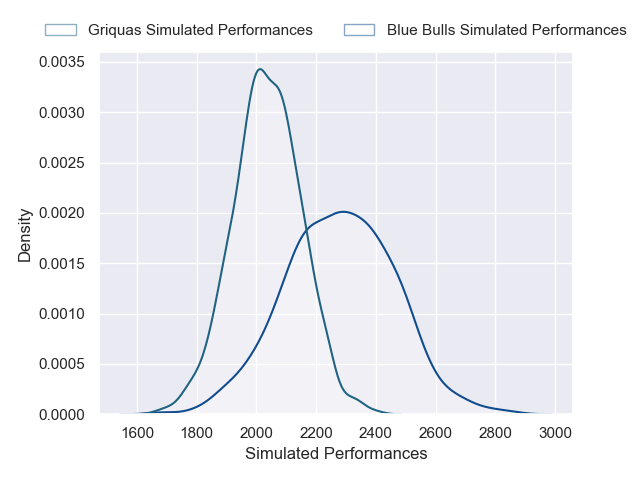 Griquas Simulated Performances Blue Bulls Simulated Performances
0.0035
0.0030
0.0025
0.0020
0.0015
0.0010
0.0005
0.0000
Density
1600 1800 2000 2200 2400 2600 2800 3000
Simulated Performances